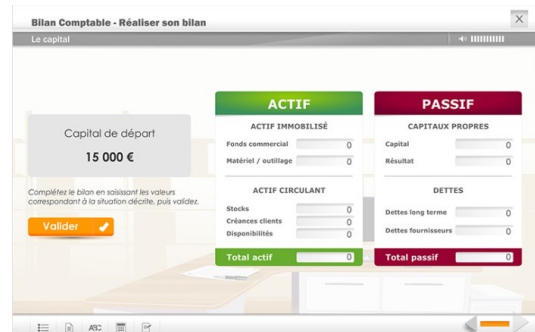 Bilan Comptable - Réaliser son bilan
X
Le capital
Capital de départ
15 000 €
Complétez le bilan en saisissant les valeurs
correspondant à la situation décrite, puis validez.
Valider
ACTIF
ACTIF IMMOBILISÉ
Fonds commercial 0
Matériel / outillage 0
ACTIF CIRCULANT
Stocks 0
Créances clients 0
Disponibilités 0
Total actif 0
PASSIF
CAPITAUX PROPRES
Capital 0
Résultat 0
DETTES
Dettes long terme 0
Dettes fournisseurs 0
Total passif 0
ABC